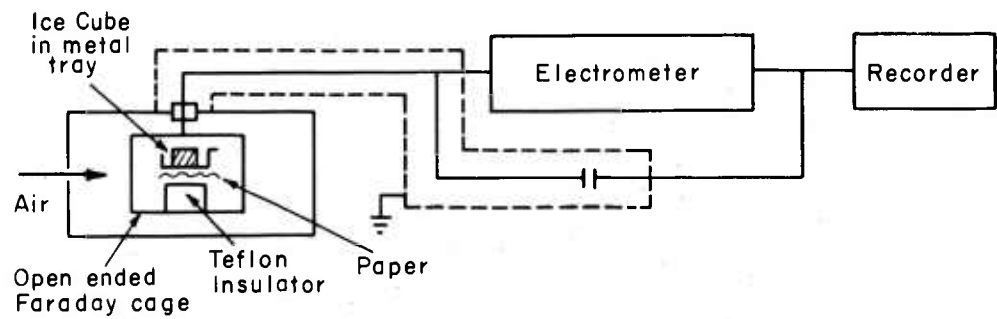 Ice Cube
in metal
tray
Electrometer
Recorder
Air
Teflon
Insulator
Paper
Open ended
Faraday cage